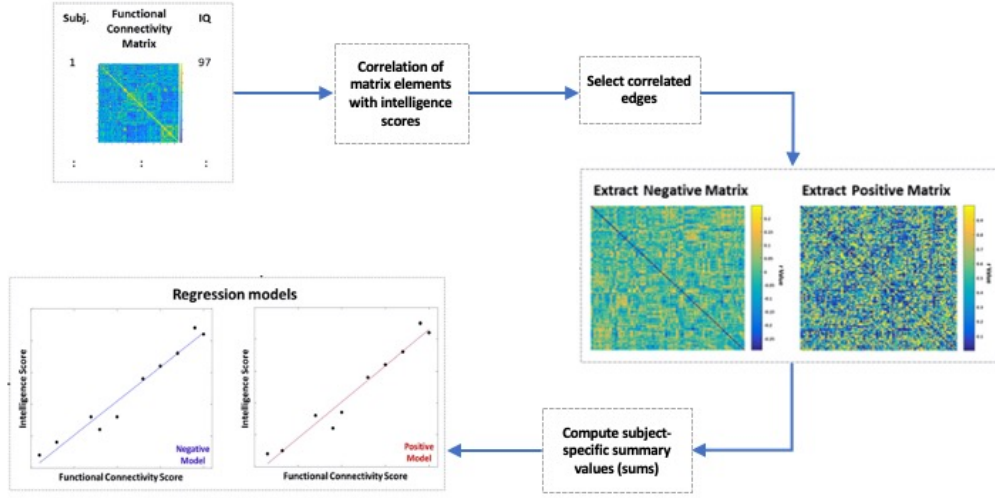 Subj. Functional Connectivity Matrix IQ
1 97
: : :
Correlation of
matrix elements
with intelligence
scores
Select correlated
edges
Extract Negative Matrix
Extract Positive Matrix
r Value
r Value
Compute subject-
specific summary
values (sums)
Regression models
Intelligence Score
Negative
Model
Functional Connectivity Score
Intelligence Score
Positive
Model
Functional Connectivity Score